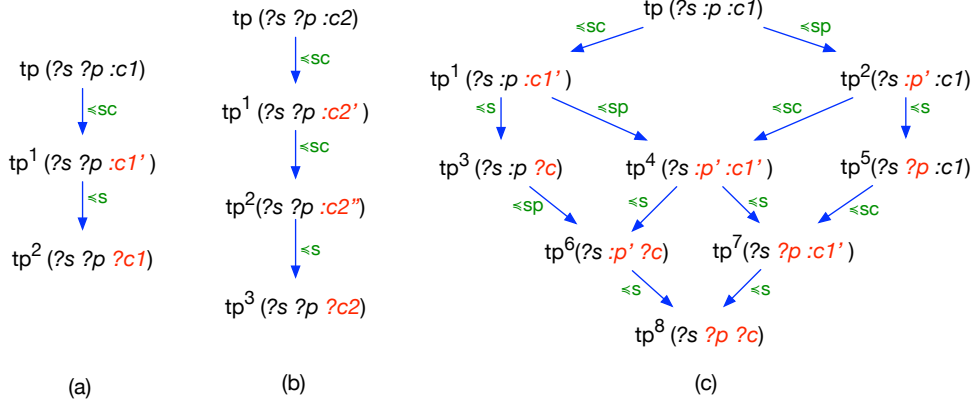 tp (?s ?p :c1)
≼sc
tp¹ (?s ?p :c1' )
≼s
tp² (?s ?p ?c1)
(a)
tp (?s ?p :c2)
≼sc
tp¹ (?s ?p :c2' )
≼sc
tp²(?s ?p :c2'')
≼s
tp³ (?s ?p ?c2)
(b)
tp (?s :p :c1)
≼sc ≼sp
tp¹ (?s :p :c1' ) tp²(?s :p' :c1)
≼s ≼sp ≼sc ≼s
tp³ (?s :p ?c) tp⁴ (?s :p' :c1' ) tp⁵(?s ?p :c1)
≼sp ≼s ≼s ≼sc
tp⁶(?s :p' ?c) tp⁷(?s ?p :c1' )
≼s ≼s
tp⁸ (?s ?p ?c)
(c)